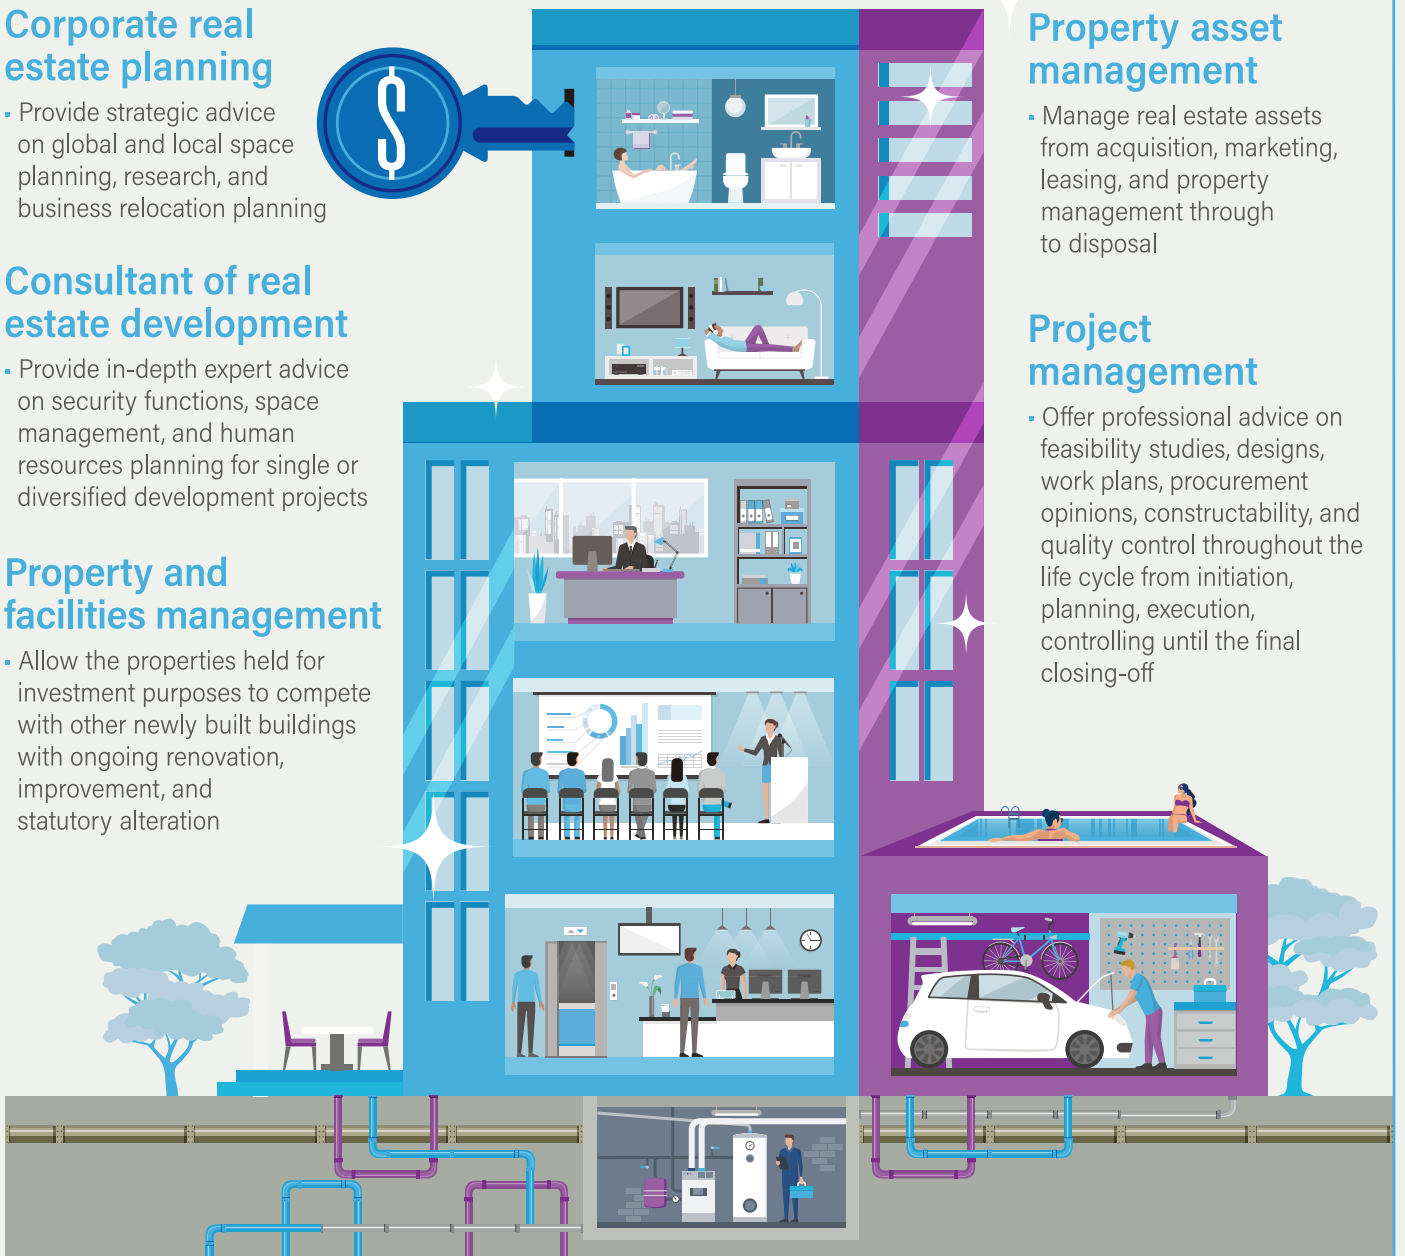 Corporate real
estate planning
▪ Provide strategic advice
on global and local space
planning, research, and
business relocation planning
Consultant of real
estate development
▪ Provide in-depth expert advice
on security functions, space
management, and human
resources planning for single or
diversified development projects
Property and
facilities management
▪ Allow the properties held for
investment purposes to compete
with other newly built buildings
with ongoing renovation,
improvement, and
statutory alteration
$
Property asset
management
▪ Manage real estate assets
from acquisition, marketing,
leasing, and property
management through
to disposal
Project
management
▪ Offer professional advice on
feasibility studies, designs,
work plans, procurement
opinions, constructability, and
quality control throughout the
life cycle from initiation,
planning, execution,
controlling until the final
closing-off